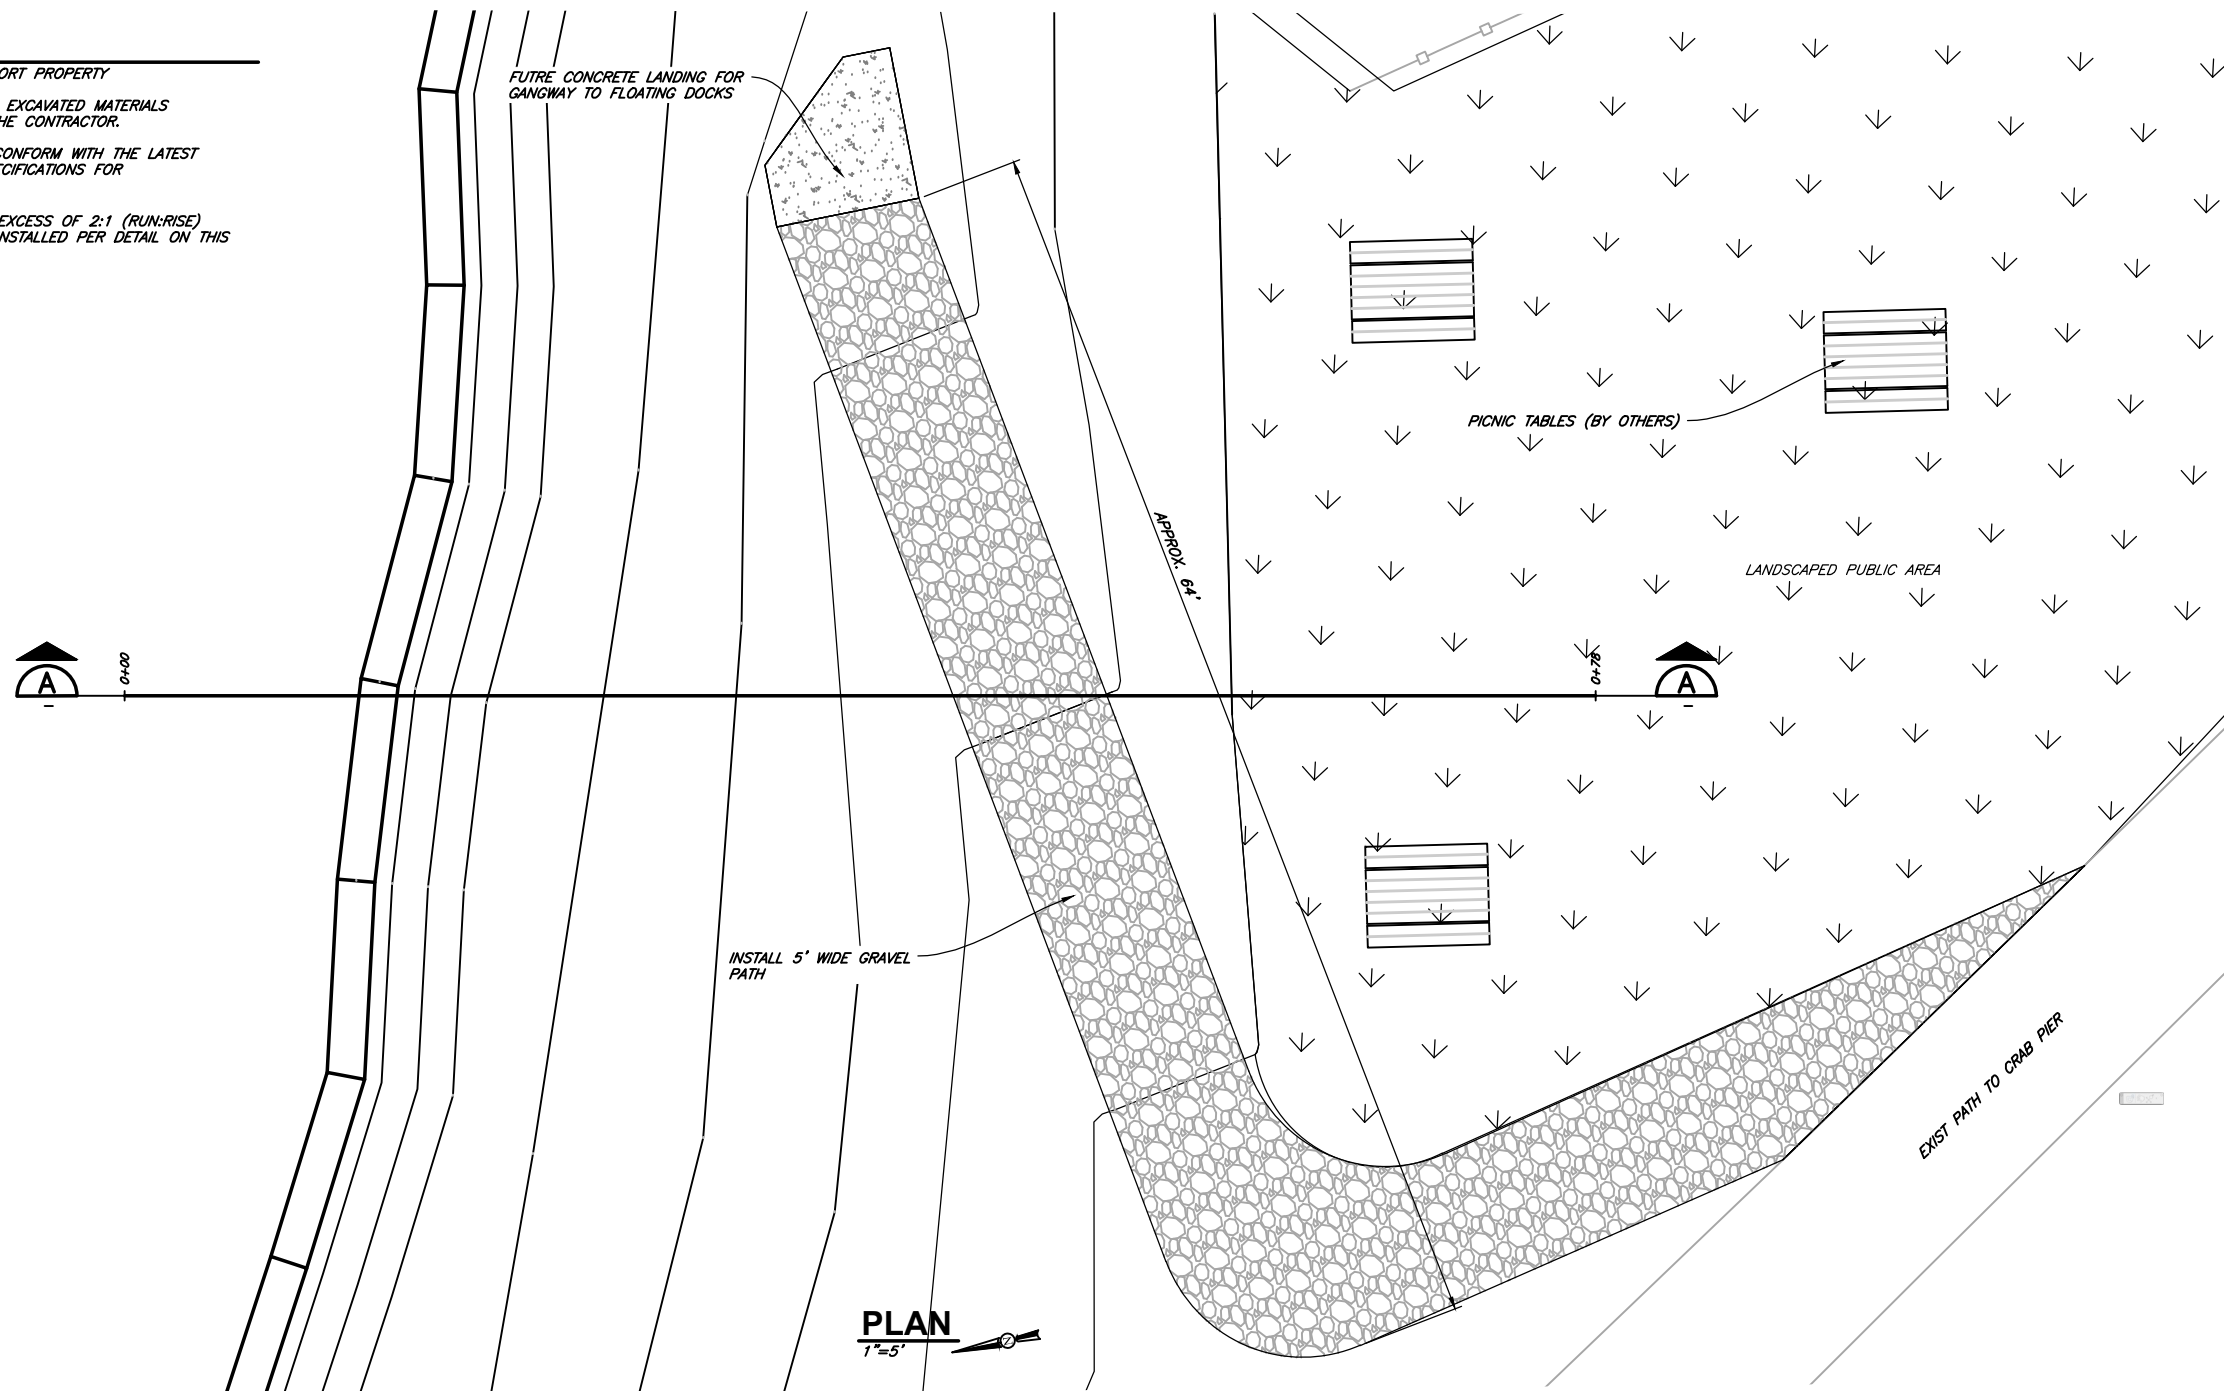 ORT PROPERTY
EXCAVATED MATERIALS
HE CONTRACTOR.
CONFORM WITH THE LATEST
CIFICATIONS FOR
EXCESS OF 2:1 (RUN:RISE)
NSTALLED PER DETAIL ON THIS
FUTRE CONCRETE LANDING FOR
GANGWAY TO FLOATING DOCKS
PICNIC TABLES (BY OTHERS)
APPROX. 64'
LANDSCAPED PUBLIC AREA
A
–
0+00
0+78
A
–
INSTALL 5' WIDE GRAVEL
PATH
EXIST PATH TO CRAB PIER
PLAN
1"=5'
Z